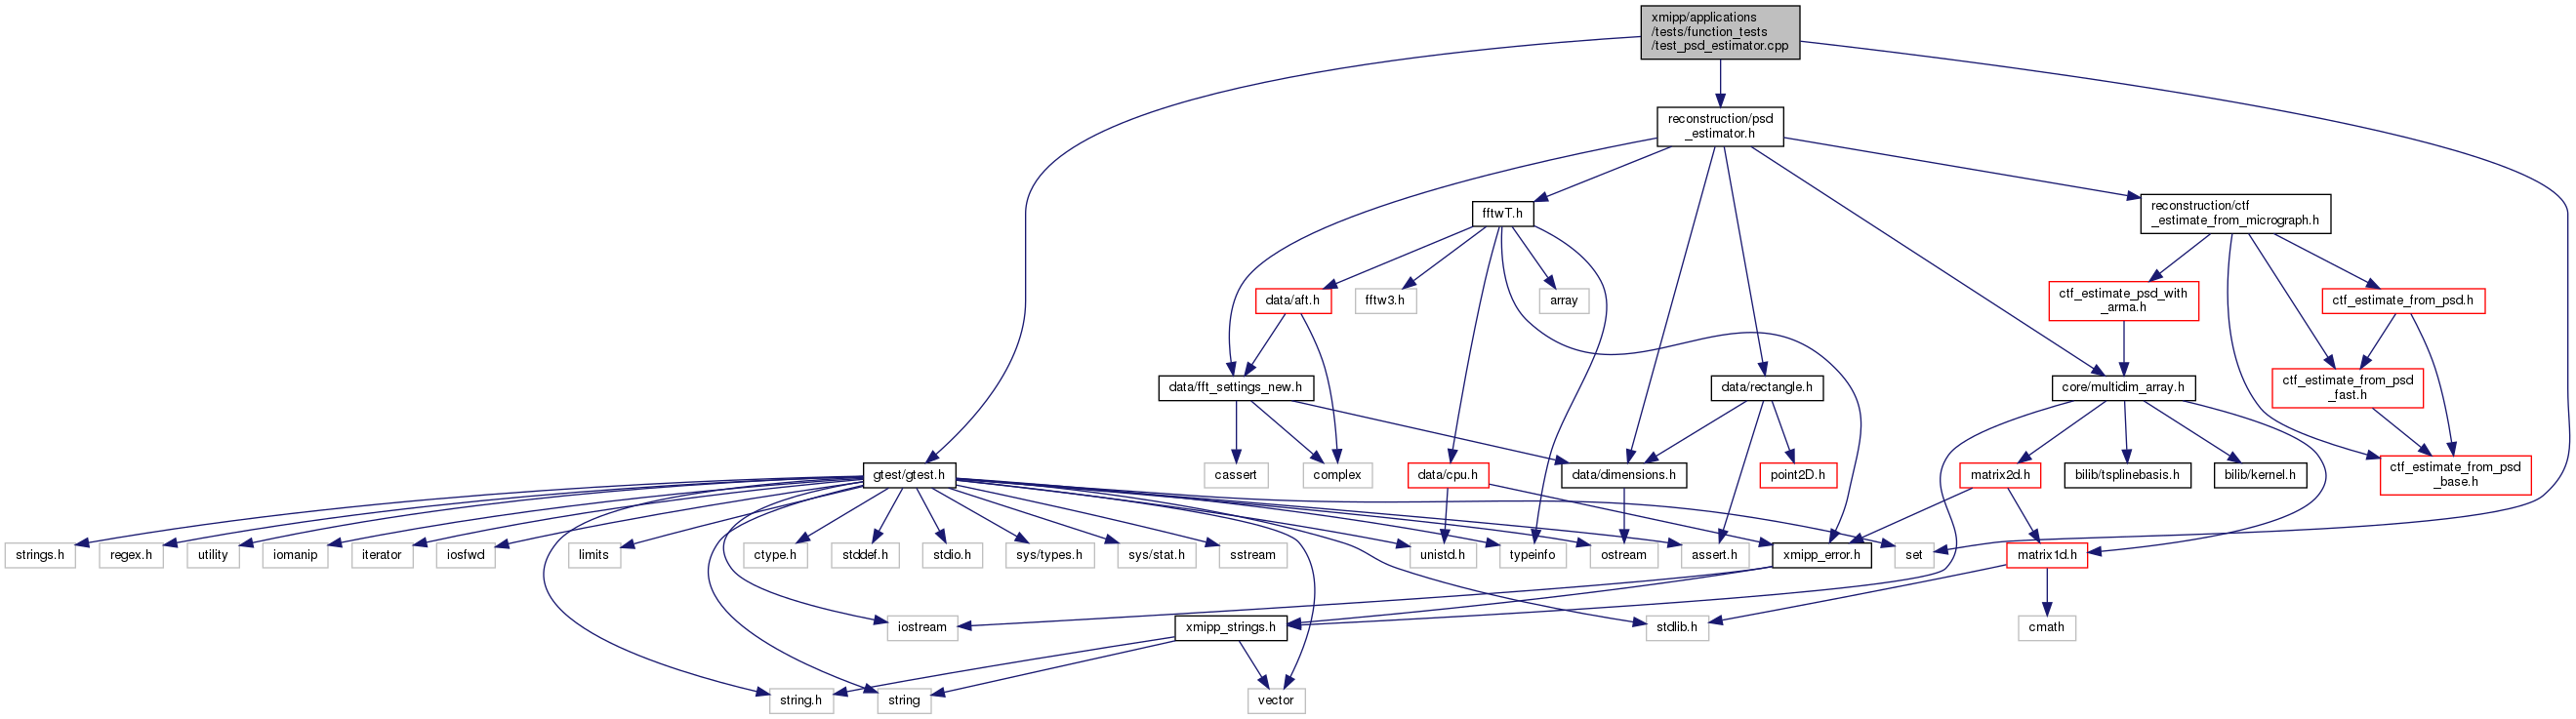 xmipp/applications
/tests/function_tests
/test_psd_estimator.cpp
reconstruction/psd
_estimator.h
fftwT.h
reconstruction/ctf
_estimate_from_micrograph.h
data/aft.h
fftw3.h
array
ctf_estimate_psd_with
_arma.h
ctf_estimate_from_psd.h
data/fft_settings_new.h
data/rectangle.h
core/multidim_array.h
ctf_estimate_from_psd
_fast.h
gtest/gtest.h
cassert
complex
data/cpu.h
data/dimensions.h
point2D.h
matrix2d.h
bilib/tsplinebasis.h
bilib/kernel.h
ctf_estimate_from_psd
_base.h
strings.h
regex.h
utility
iomanip
iterator
iosfwd
limits
ctype.h
stddef.h
stdio.h
sys/types.h
sys/stat.h
sstream
unistd.h
typeinfo
ostream
assert.h
xmipp_error.h
set
matrix1d.h
iostream
xmipp_strings.h
stdlib.h
cmath
string.h
string
vector